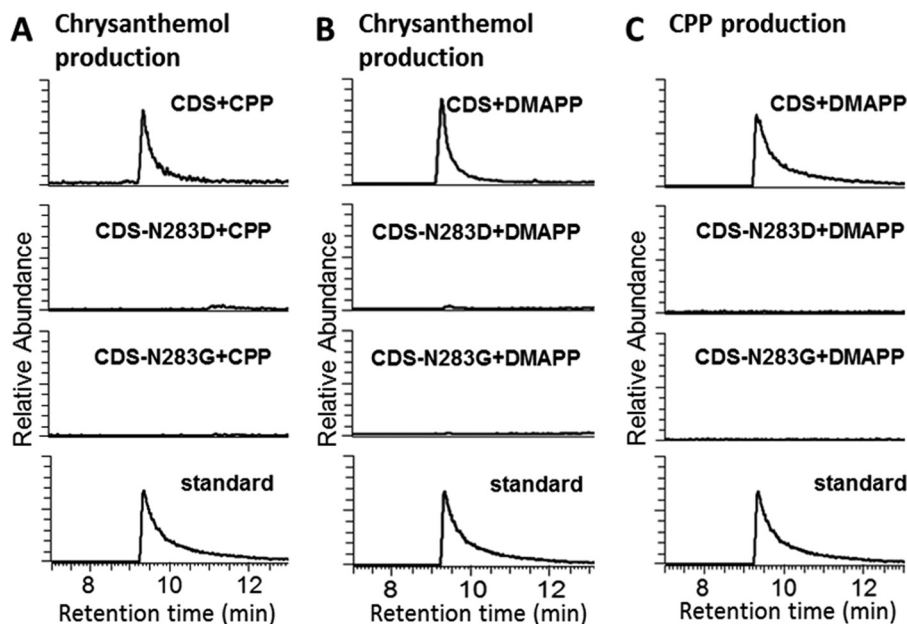 A Chrysanthemol
production
CDS+CPP
CDS-N283D+CPP
CDS-N283G+CPP
standard
Relative Abundance
8 10 12
Retention time (min)
B Chrysanthemol
production
CDS+DMAPP
CDS-N283D+DMAPP
CDS-N283G+DMAPP
standard
Relative Abundance
8 10 12
Retention time (min)
C CPP production
CDS+DMAPP
CDS-N283D+DMAPP
CDS-N283G+DMAPP
standard
Relative Abundance
8 10 12
Retention time (min)